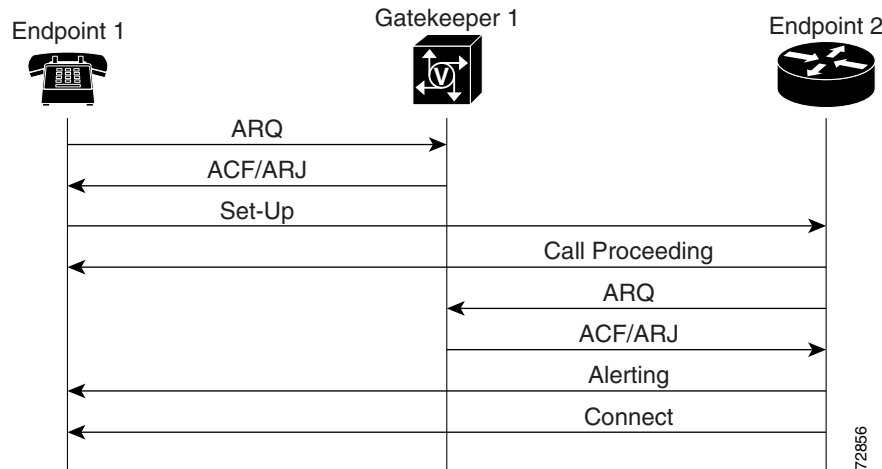 Endpoint 1
Gatekeeper 1
Endpoint 2
V
ARQ
ACF/ARJ
Set-Up
Call Proceeding
ARQ
ACF/ARJ
Alerting
Connect
72856